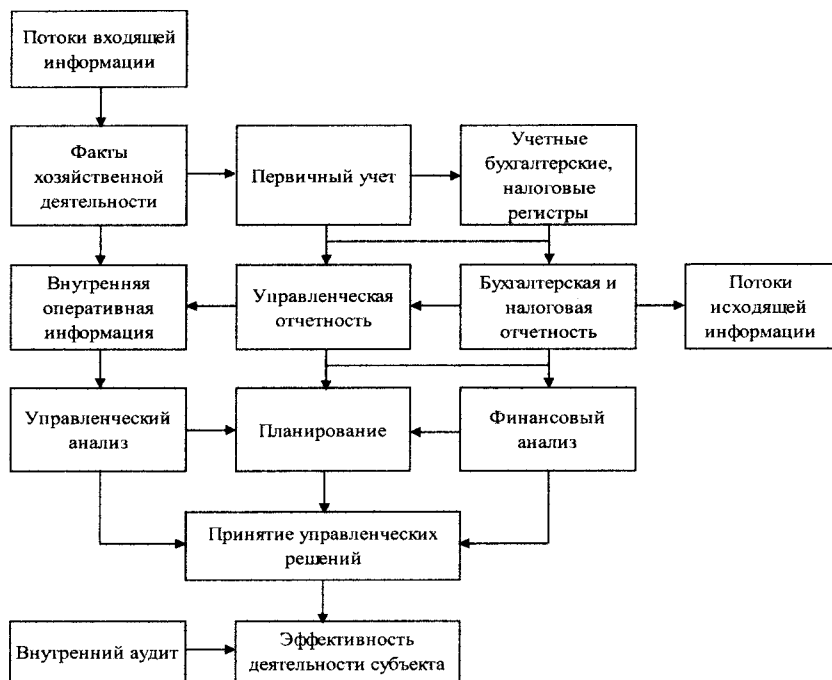 Потоки входящей
информации
Факты
хозяйственной
деятельности
Первичный учет
Учетные
бухгалтерские,
налоговые
регистры
Внутренняя
оперативная
информация
Управленческая
отчетность
Бухгалтерская и
налоговая
отчетность
Потоки
исходящей
информации
Управленческий
анализ
Планирование
Финансовый
анализ
Принятие управленческих
решений
Внутренний аудит
Эффективность
деятельности субъекта